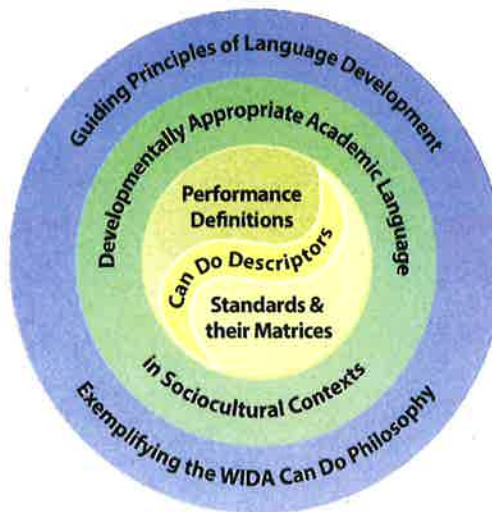 Guiding Principles of Language Development
Developmentally Appropriate Academic Language
Performance
Definitions
Can Do Descriptors
Standards &
their Matrices
in Sociocultural Contexts
Exemplifying the WIDA Can Do Philosophy